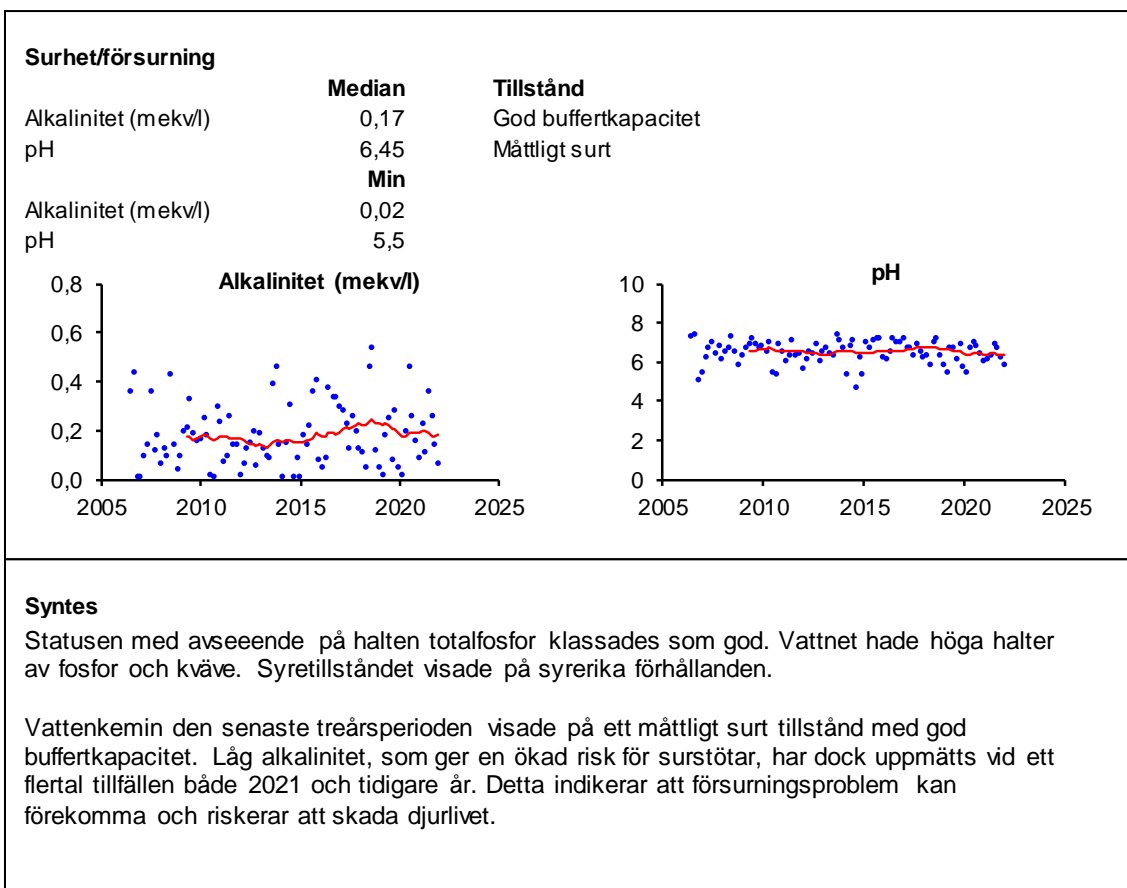 Surhet/försurning
Median Tillstånd
Alkalinitet (mekv/l) 0,17 God buffertkapacitet
pH 6,45 Måttligt surt
Min
Alkalinitet (mekv/l) 0,02
pH 5,5
Alkalinitet (mekv/l)
0,8
0,6
0,4
0,2
0,0
2005 2010 2015 2020 2025
pH
10
8
6
4
2
0
2005 2010 2015 2020 2025
Syntes
Statusen med avseeende på halten totalfosfor klassades som god. Vattnet hade höga halter
av fosfor och kväve. Syretillståndet visade på syrerika förhållanden.
Vattenkemin den senaste treårsperioden visade på ett måttligt surt tillstånd med god
buffertkapacitet. Låg alkalinitet, som ger en ökad risk för surstötar, har dock uppmätts vid ett
flertal tillfällen både 2021 och tidigare år. Detta indikerar att försurningsproblem kan
förekomma och riskerar att skada djurlivet.